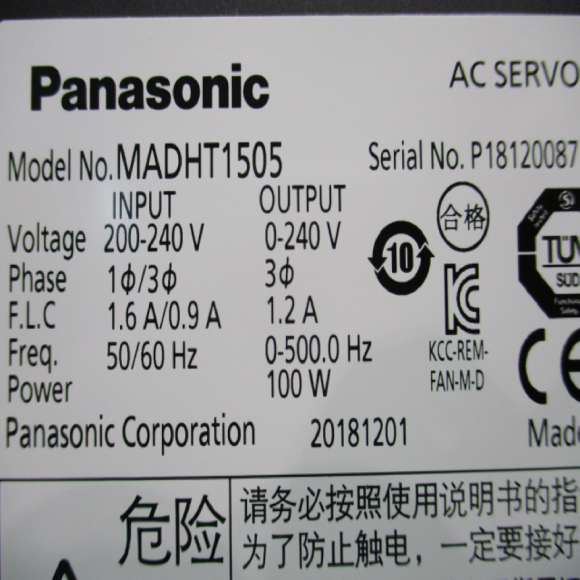 Panasonic AC SERVO
Model No. MADHT1505 Serial No. P18120087
INPUT OUTPUT
Voltage 200-240 V 0-240 V
Phase 1ϕ/3ϕ 3ϕ
F.L.C 1.6 A/0.9 A 1.2 A
Freq. 50/60 Hz 0-500.0 Hz
Power 100 W
合格
10
KCC-REM-
FAN-M-D
TÜV
SÜD
CE
Panasonic Corporation 20181201 Made
危险
请务必按照使用说明书的指
为了防止触电，一定要接好